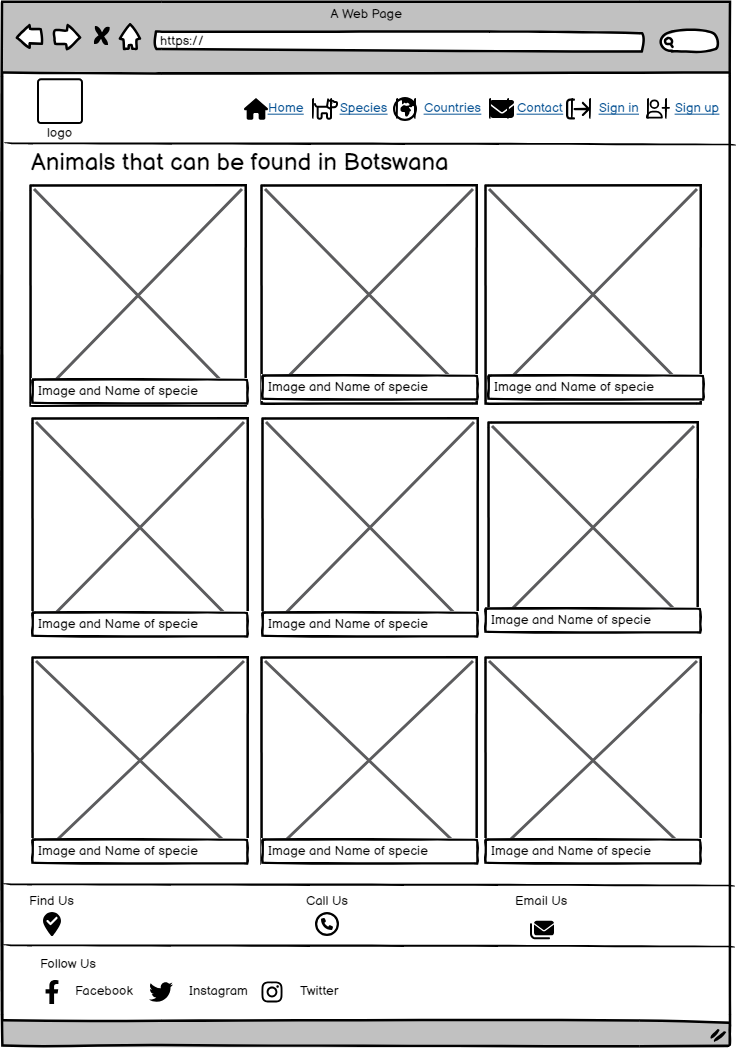 A Web Page
https://
logo
Home Species Countries Contact Sign in Sign up
Animals that can be found in Botswana
Image and Name of specie
Image and Name of specie
Image and Name of specie
Image and Name of specie
Image and Name of specie
Image and Name of specie
Image and Name of specie
Image and Name of specie
Image and Name of specie
Find Us Call Us Email Us
Follow Us
Facebook Instagram Twitter